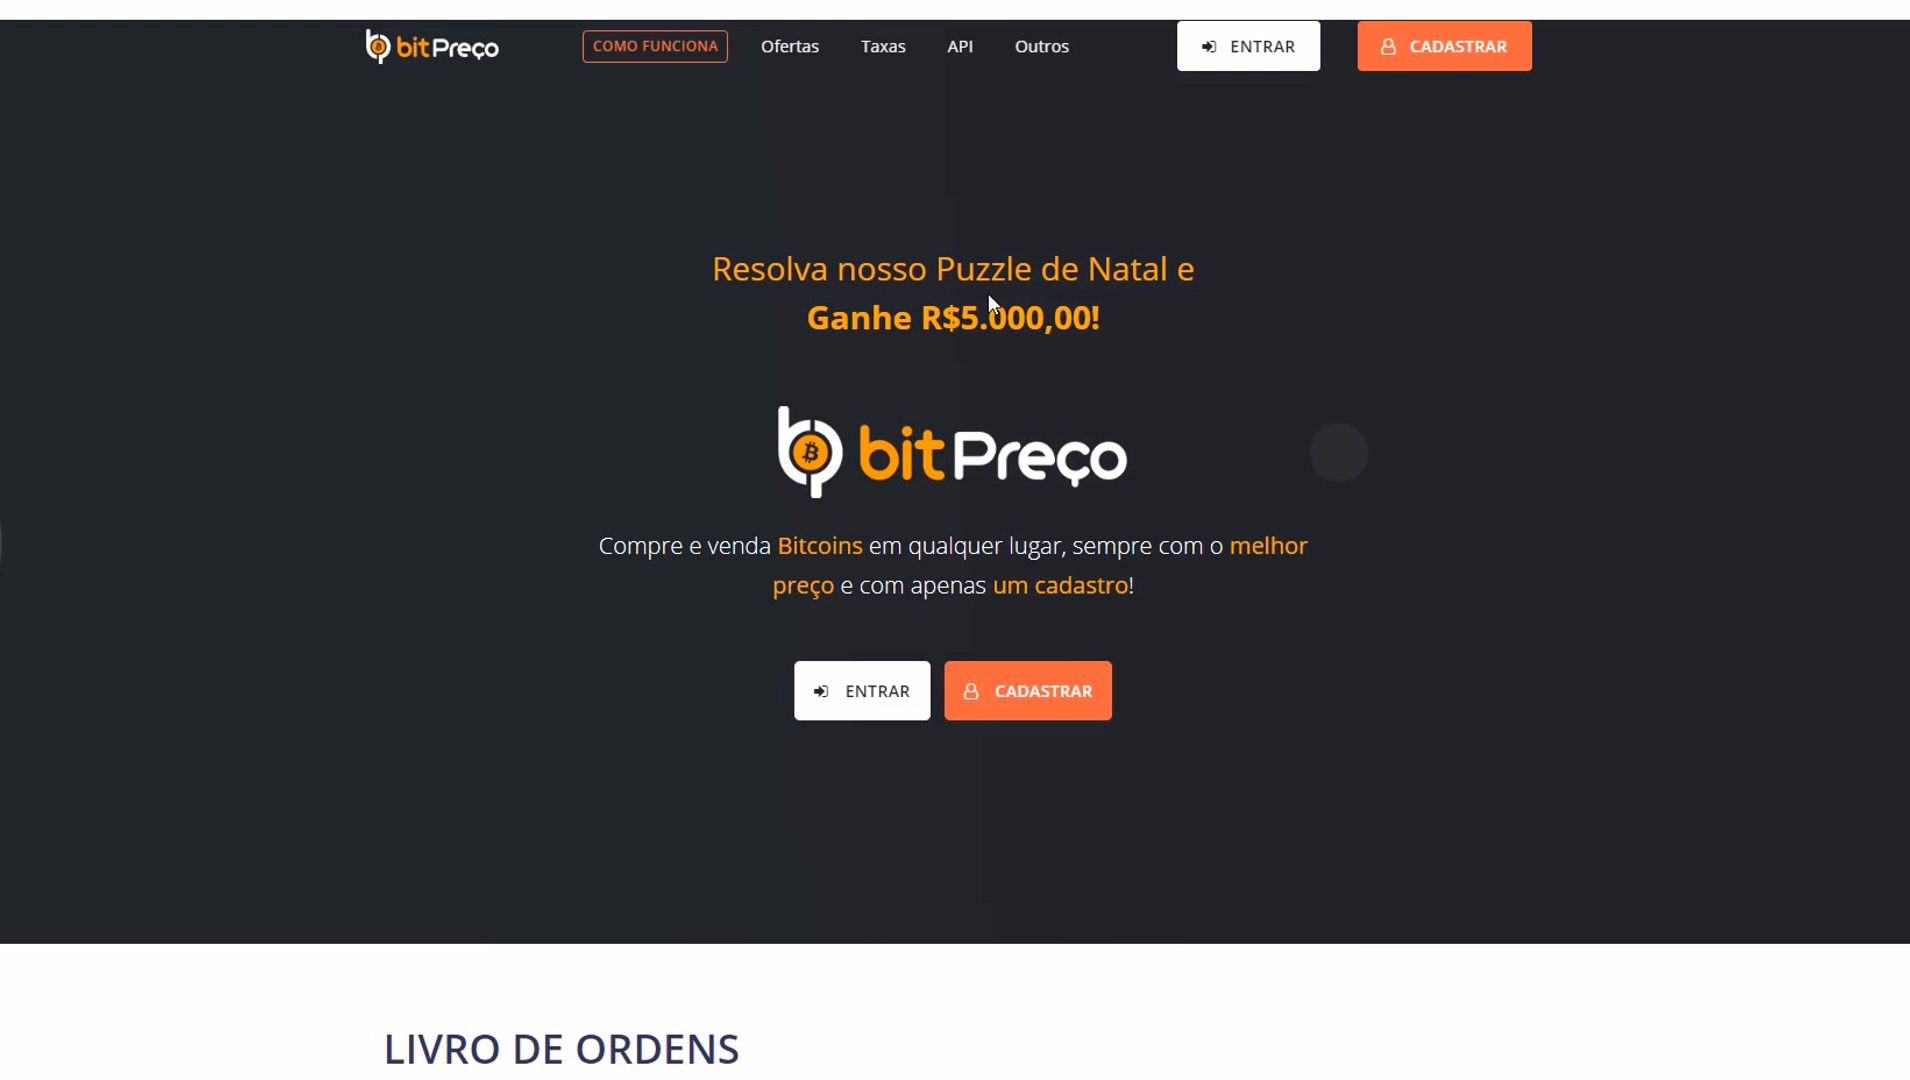 bitPreço
COMO FUNCIONA
Ofertas
Taxas
API
Outros
ENTRAR
CADASTRAR
Resolva nosso Puzzle de Natal e
Ganhe R$5.000,00!
bitPreço
Compre e venda Bitcoins em qualquer lugar, sempre com o melhor
preço e com apenas um cadastro!
ENTRAR
CADASTRAR
LIVRO DE ORDENS